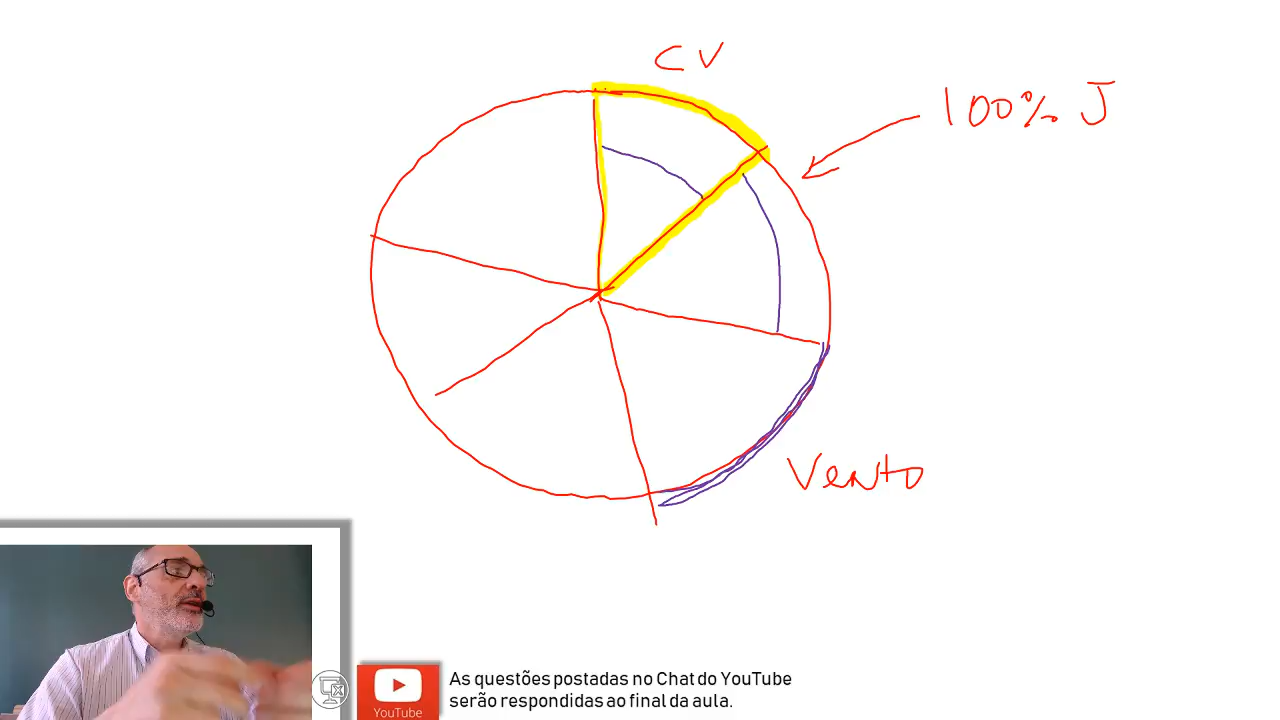 CV
100% J
Vento
As questões postadas no Chat do YouTube
serão respondidas ao final da aula.
YouTube